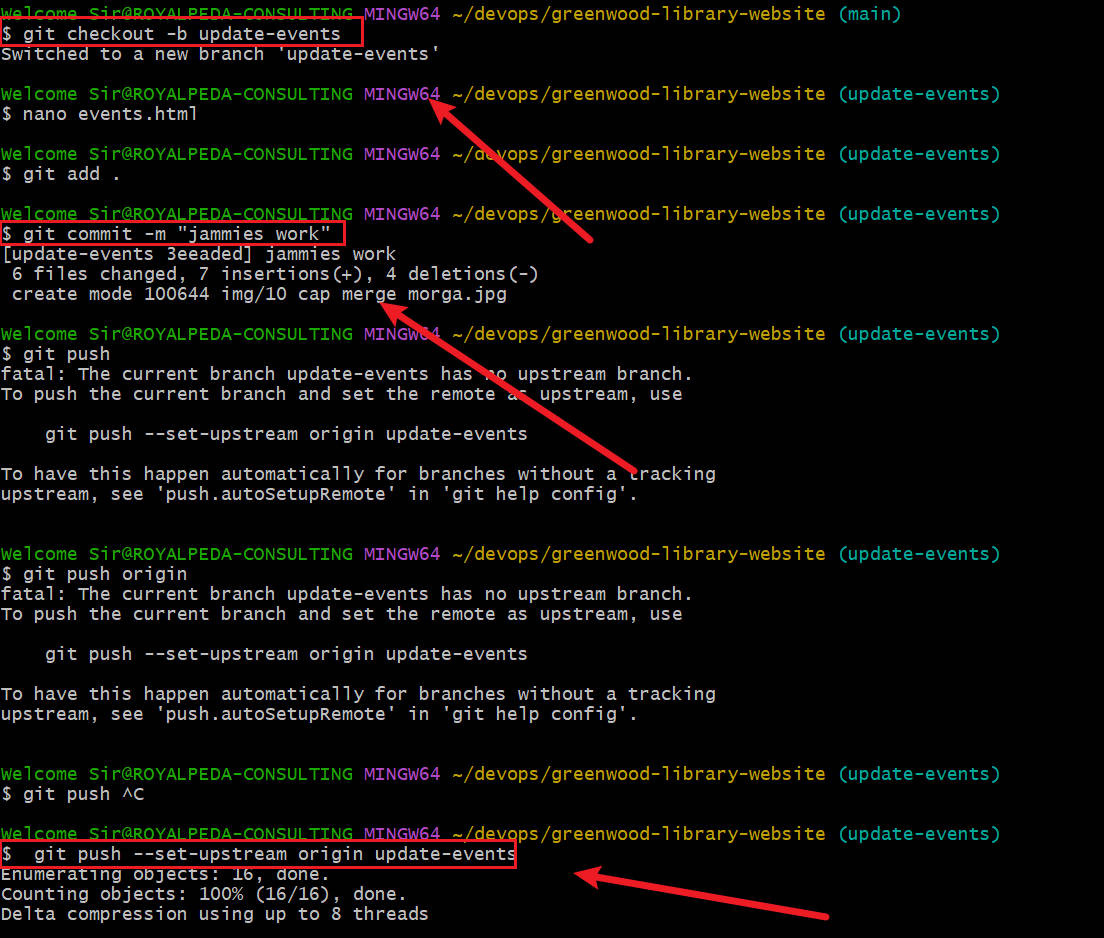 Welcome Sir@ROYALPEDA-CONSULTING MINGW64 ~/devops/greenwood-library-website (main)
$ git checkout -b update-events
Switched to a new branch 'update-events'
Welcome Sir@ROYALPEDA-CONSULTING MINGW64 ~/devops/greenwood-library-website (update-events)
$ nano events.html
Welcome Sir@ROYALPEDA-CONSULTING MINGW64 ~/devops/greenwood-library-website (update-events)
$ git add .
Welcome Sir@ROYALPEDA-CONSULTING MINGW64 ~/devops/greenwood-library-website (update-events)
$ git commit -m "jammies work"
[update-events 3eeaded] jammies work
6 files changed, 7 insertions(+), 4 deletions(-)
create mode 100644 img/10 cap merge morga.jpg
Welcome Sir@ROYALPEDA-CONSULTING MINGW64 ~/devops/greenwood-library-website (update-events)
$ git push
fatal: The current branch update-events has no upstream branch.
To push the current branch and set the remote as upstream, use
git push --set-upstream origin update-events
To have this happen automatically for branches without a tracking
upstream, see 'push.autoSetupRemote' in 'git help config'.
Welcome Sir@ROYALPEDA-CONSULTING MINGW64 ~/devops/greenwood-library-website (update-events)
$ git push origin
fatal: The current branch update-events has no upstream branch.
To push the current branch and set the remote as upstream, use
git push --set-upstream origin update-events
To have this happen automatically for branches without a tracking
upstream, see 'push.autoSetupRemote' in 'git help config'.
Welcome Sir@ROYALPEDA-CONSULTING MINGW64 ~/devops/greenwood-library-website (update-events)
$ git push ^C
Welcome Sir@ROYALPEDA-CONSULTING MINGW64 ~/devops/greenwood-library-website (update-events)
$  git push --set-upstream origin update-events
Enumerating objects: 16, done.
Counting objects: 100% (16/16), done.
Delta compression using up to 8 threads